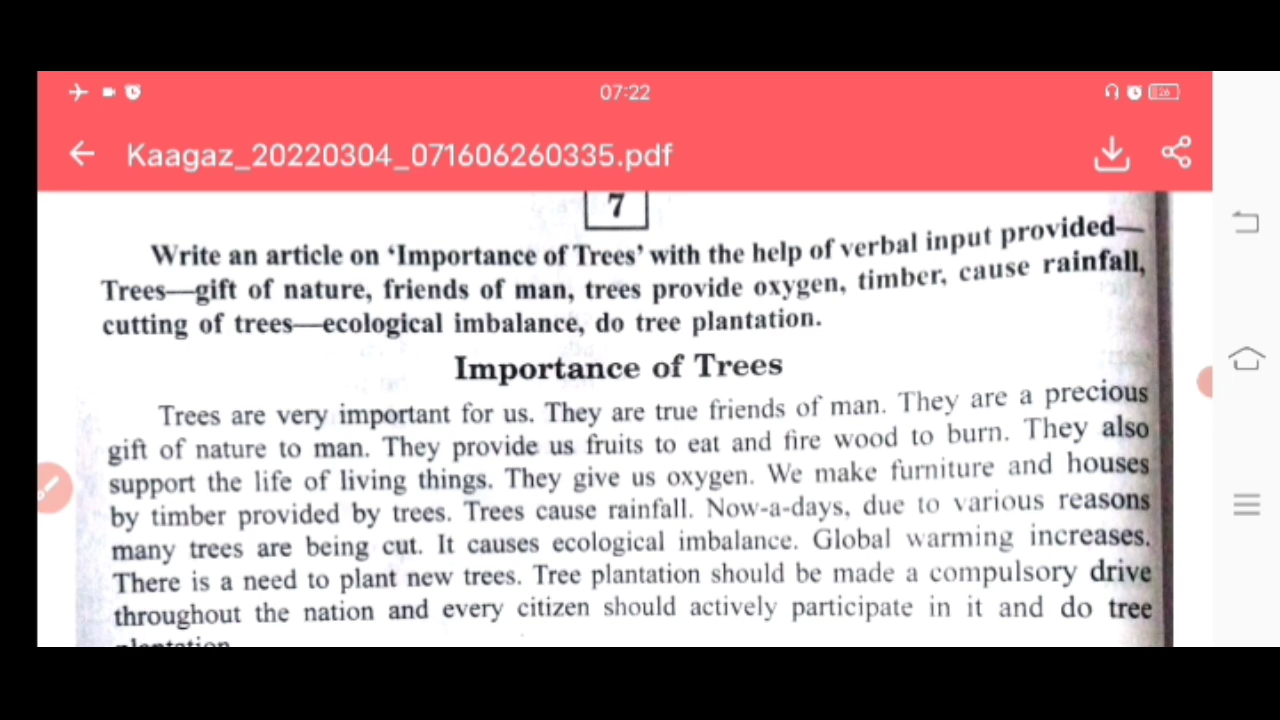 07:22
26
Kaagaz_20220304_071606260335.pdf
7
Write an article on ‘Importance of Trees’ with the help of verbal input provided—
Trees—gift of nature, friends of man, trees provide oxygen, timber, cause rainfall,
cutting of trees—ecological imbalance, do tree plantation.
Importance of Trees
Trees are very important for us. They are true friends of man. They are a precious
gift of nature to man. They provide us fruits to eat and fire wood to burn. They also
support the life of living things. They give us oxygen. We make furniture and houses
by timber provided by trees. Trees cause rainfall. Now-a-days, due to various reasons
many trees are being cut. It causes ecological imbalance. Global warming increases.
There is a need to plant new trees. Tree plantation should be made a compulsory drive
throughout the nation and every citizen should actively participate in it and do tree
plantation